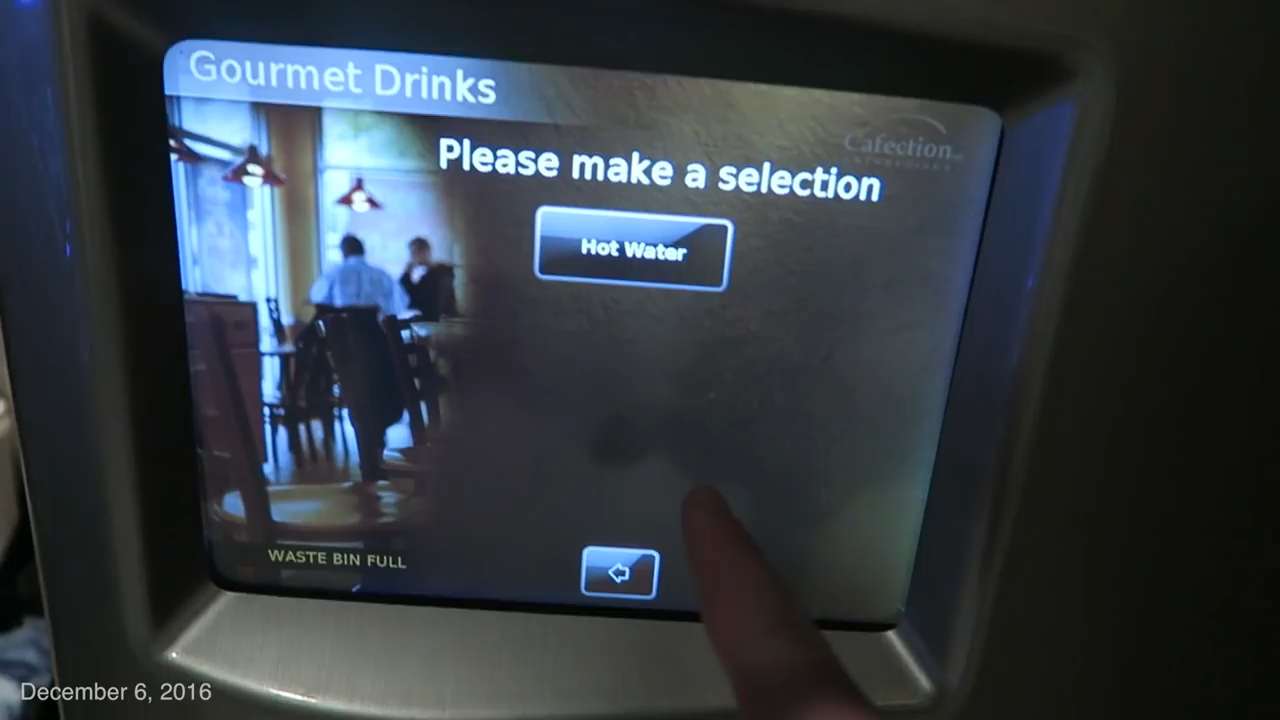 Gourmet Drinks
Cafection
Please make a selection
Hot Water
WASTE BIN FULL
December 6, 2016